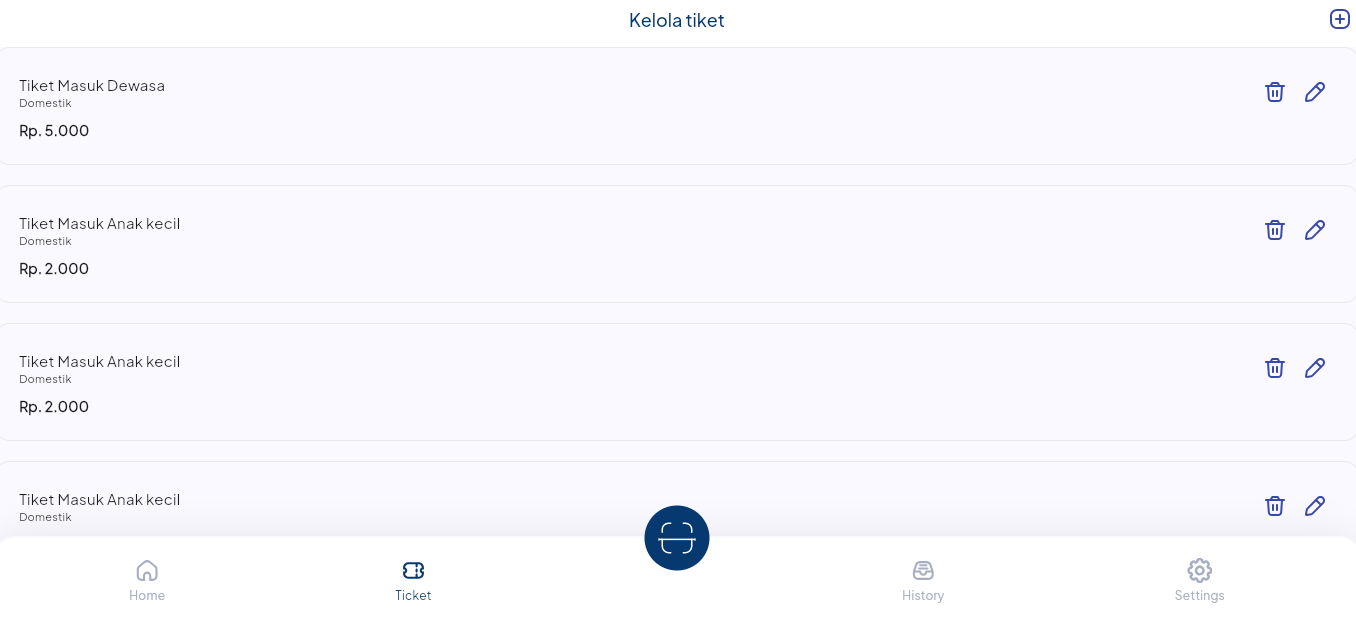 Kelola tiket
Tiket Masuk Dewasa
Domestik
Rp. 5.000
Tiket Masuk Anak kecil
Domestik
Rp. 2.000
Tiket Masuk Anak kecil
Domestik
Rp. 2.000
Tiket Masuk Anak kecil
Domestik
Home
Ticket
History
Settings